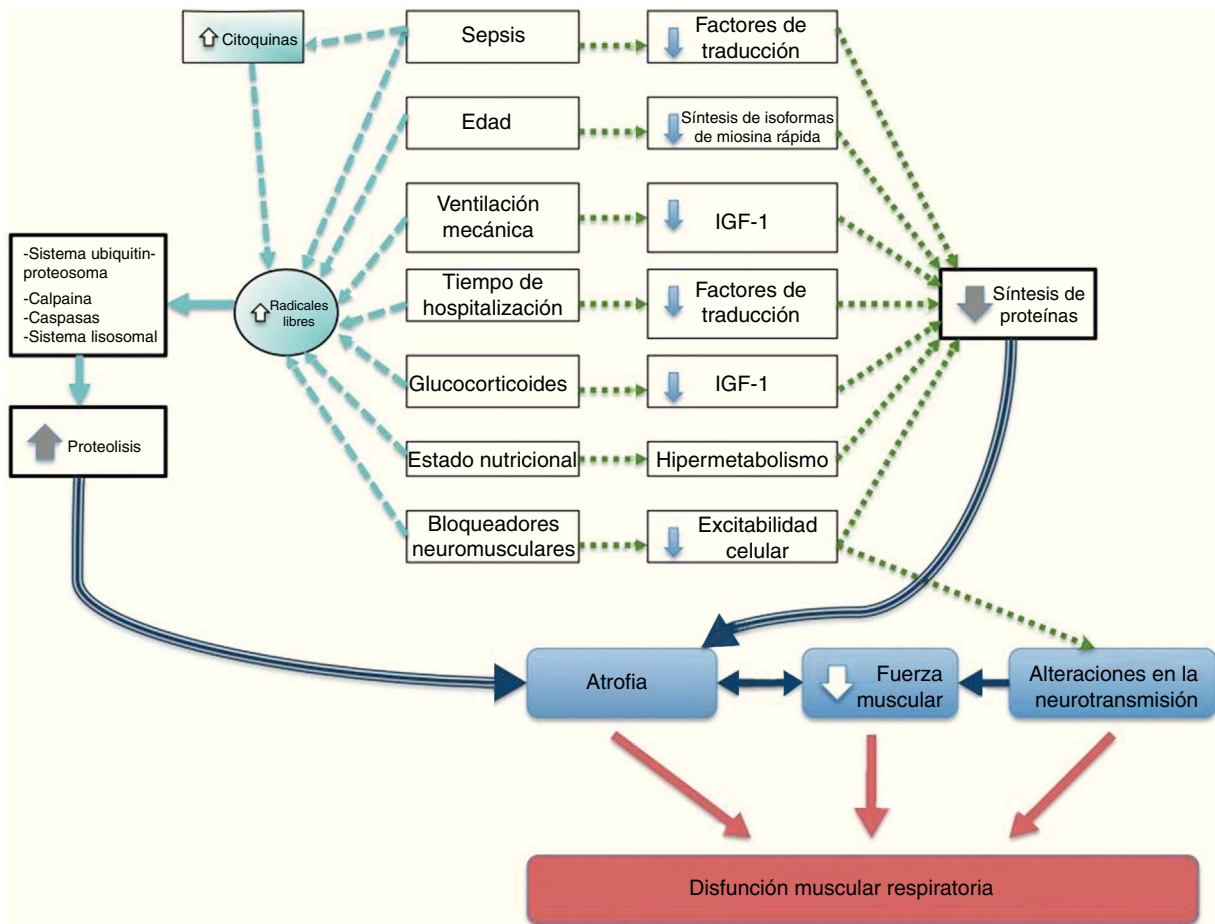 Citoquinas
Sepsis
Factores de
traducción
Edad
Síntesis de isoformas
de miosina rápida
Ventilación
mecánica
IGF-1
-Sistema ubiquitin-
proteosoma
-Calpaina
-Caspasas
-Sistema lisosomal
Radicales
libres
Tiempo de
hospitalización
Factores de
traducción
Síntesis de
proteínas
Glucocorticoides
IGF-1
Proteolisis
Estado nutricional
Hipermetabolismo
Bloqueadores
neuromusculares
Excitabilidad
celular
Atrofia
Fuerza
muscular
Alteraciones en la
neurotransmisión
Disfunción muscular respiratoria